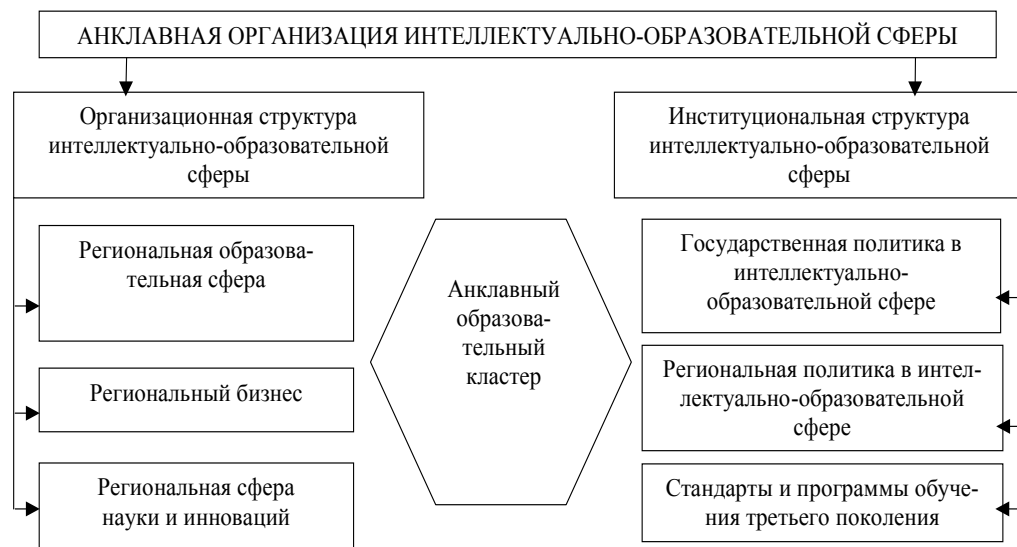 АНКЛАВНАЯ ОРГАНИЗАЦИЯ ИНТЕЛЛЕКТУАЛЬНО-ОБРАЗОВАТЕЛЬНОЙ СФЕРЫ
Организационная структура
интеллектуально-образовательной
сферы
Институциональная структура
интеллектуально-образовательной
сферы
Региональная образова-
тельная сфера
Региональный бизнес
Региональная сфера
науки и инноваций
Анклавный
образова-
тельный
кластер
Государственная политика в
интеллектуально-
образовательной сфере
Региональная политика в интел-
лектуально-образовательной
сфере
Стандарты и программы обуче-
ния третьего поколения